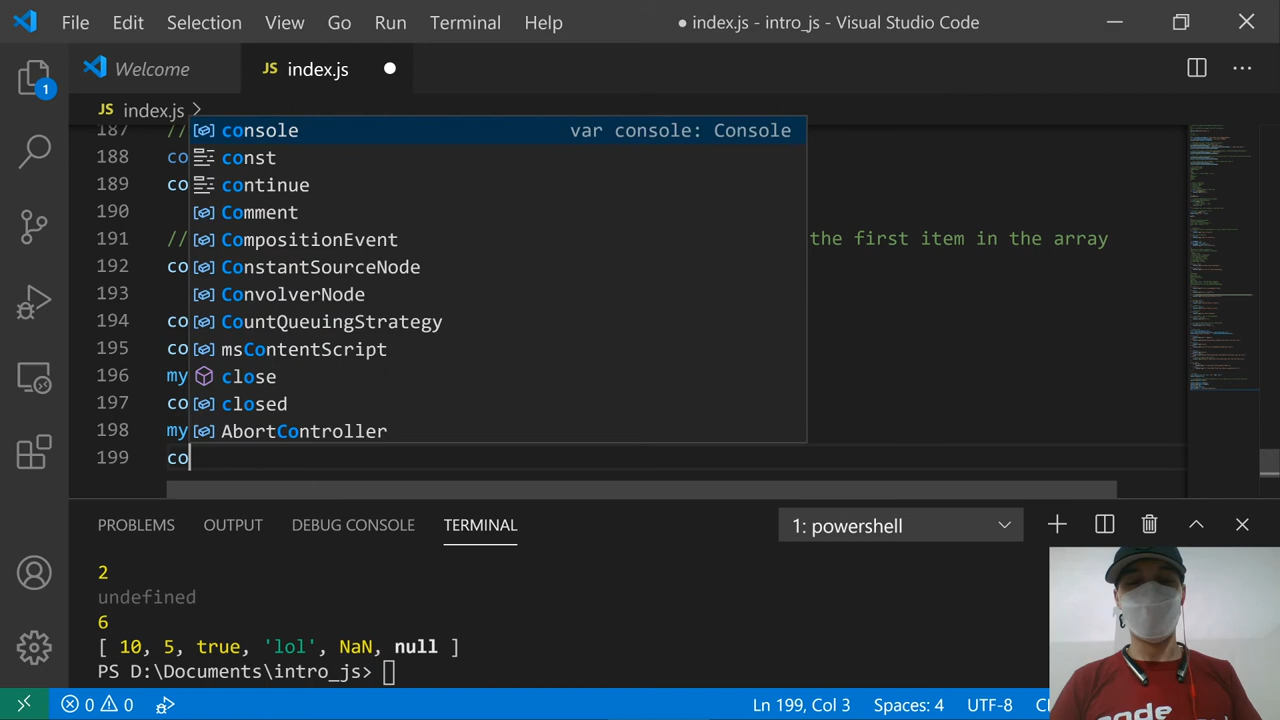 File Edit Selection View Go Run Terminal Help ● index.js - intro_js - Visual Studio Code
Welcome JS index.js
1
JS index.js
187 //
188 co
189 co
190
191 // the first item in the array
192 co
193
194 co
195 co
196 my
197 co
198 my
199 co
console var console: Console
const
continue
Comment
CompositionEvent
ConstantSourceNode
ConvolverNode
CountQueuingStrategy
msContentScript
close
closed
AbortController
PROBLEMS OUTPUT DEBUG CONSOLE TERMINAL 1: powershell
2
undefined
6
[ 10, 5, true, 'lol', NaN, null ]
PS D:\Documents\intro_js>
0 0 Ln 199, Col 3 Spaces: 4 UTF-8